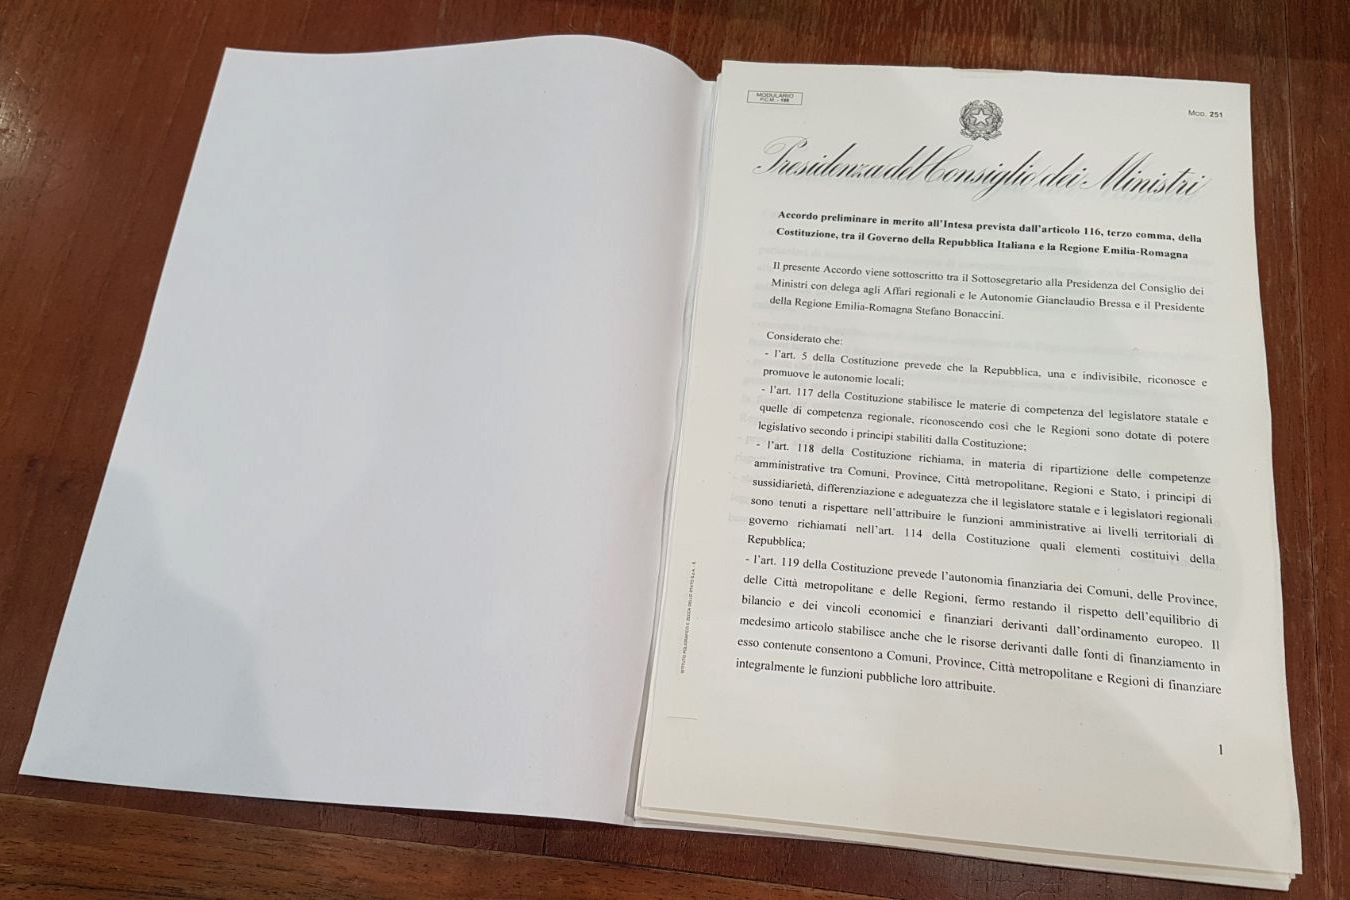 MODULARIO
P.C.M. - 198
Mod. 251
Presidenza del Consiglio dei Ministri
Accordo preliminare in merito all'Intesa prevista dall'articolo 116, terzo comma, della
Costituzione, tra il Governo della Repubblica Italiana e la Regione Emilia-Romagna
Il presente Accordo viene sottoscritto tra il Sottosegretario alla Presidenza del Consiglio dei
Ministri con delega agli Affari regionali e le Autonomie Gianclaudio Bressa e il Presidente
della Regione Emilia-Romagna Stefano Bonaccini.
Considerato che:
- l'art. 5 della Costituzione prevede che la Repubblica, una e indivisibile, riconosce e
promuove le autonomie locali;
- l'art. 117 della Costituzione stabilisce le materie di competenza del legislatore statale e
quelle di competenza regionale, riconoscendo così che le Regioni sono dotate di potere
legislativo secondo i principi stabiliti dalla Costituzione;
- l'art. 118 della Costituzione richiama, in materia di ripartizione delle competenze
amministrative tra Comuni, Province, Città metropolitane, Regioni e Stato, i principi di
sussidiarietà, differenziazione e adeguatezza che il legislatore statale e i legislatori regionali
sono tenuti a rispettare nell'attribuire le funzioni amministrative ai livelli territoriali di
governo richiamati nell'art. 114 della Costituzione quali elementi costituivi della
Repubblica;
- l'art. 119 della Costituzione prevede l'autonomia finanziaria dei Comuni, delle Province,
delle Città metropolitane e delle Regioni, fermo restando il rispetto dell'equilibrio di
bilancio e dei vincoli economici e finanziari derivanti dall'ordinamento europeo. Il
medesimo articolo stabilisce anche che le risorse derivanti dalle fonti di finanziamento in
esso contenute consentono a Comuni, Province, Città metropolitane e Regioni di finanziare
integralmente le funzioni pubbliche loro attribuite.
ISTITUTO POLIGRAFICO E ZECCA DELLO STATO S.p.A. - S
1